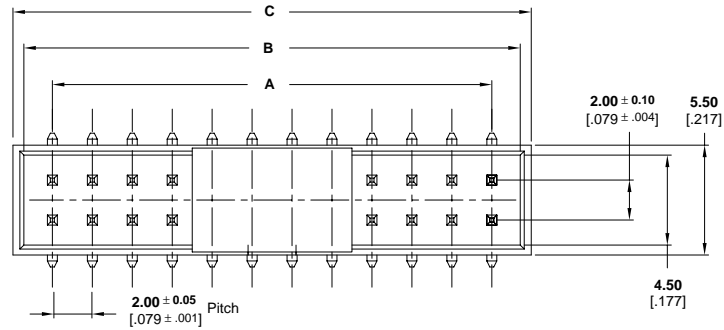 C
B
A
2.00 ± 0.10
[.079 ± .004]
5.50
[.217]
2.00 ± 0.05
[.079 ± .001]
Pitch
4.50
[.177]